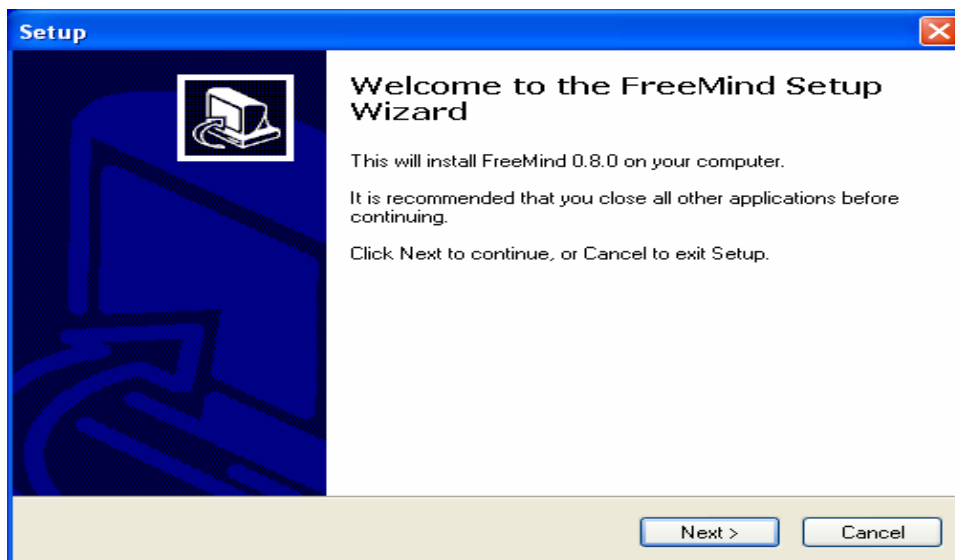 Setup
Welcome to the FreeMind Setup
Wizard
This will install FreeMind 0.8.0 on your computer.
It is recommended that you close all other applications before
continuing.
Click Next to continue, or Cancel to exit Setup.
Next >
Cancel